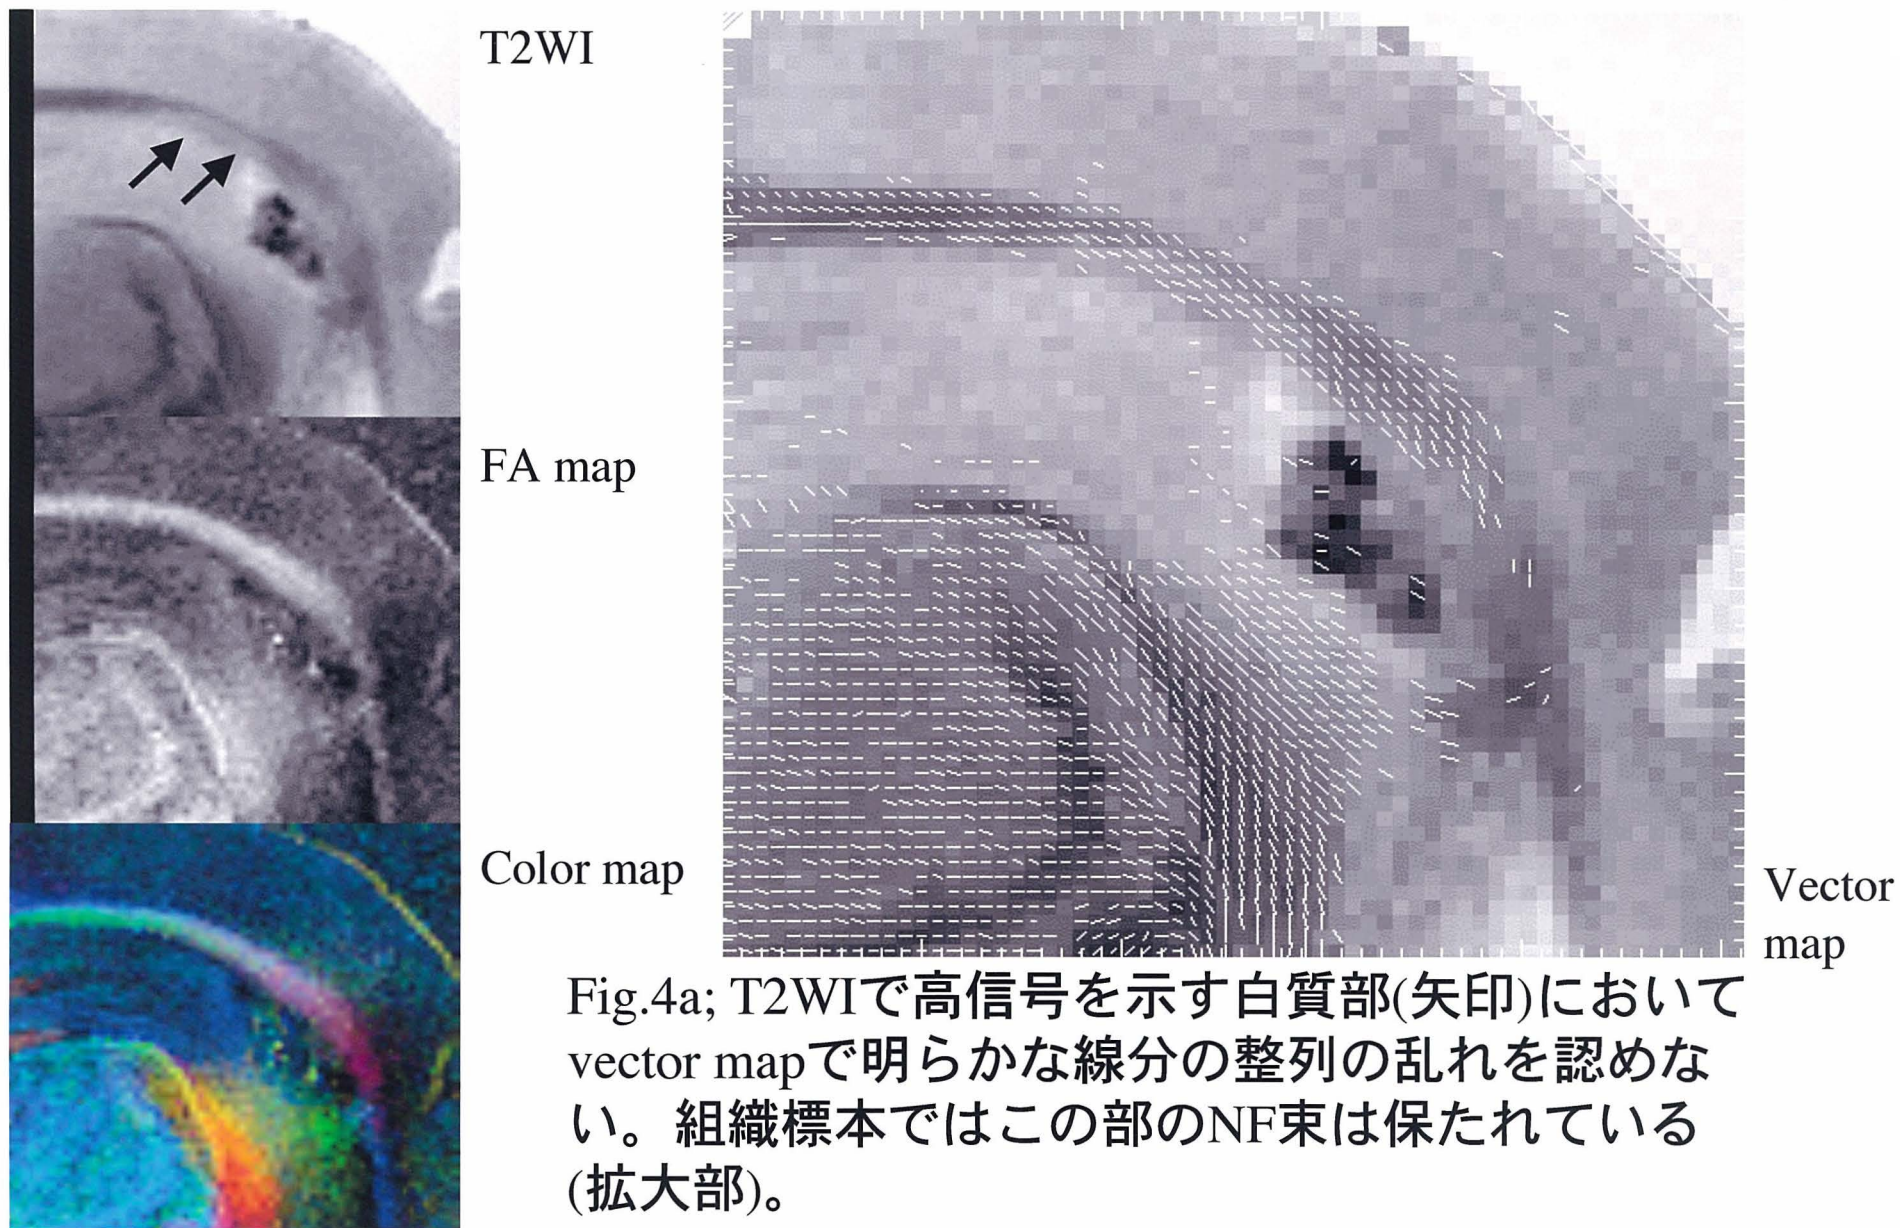 T2WI
FA map
Color map
Vector
map
Fig.4a; T2WIで高信号を示す白質部(矢印)において
vector mapで明らかな線分の整列の乱れを認めな
い。組織標本ではこの部のNF束は保たれている
(拡大部)。